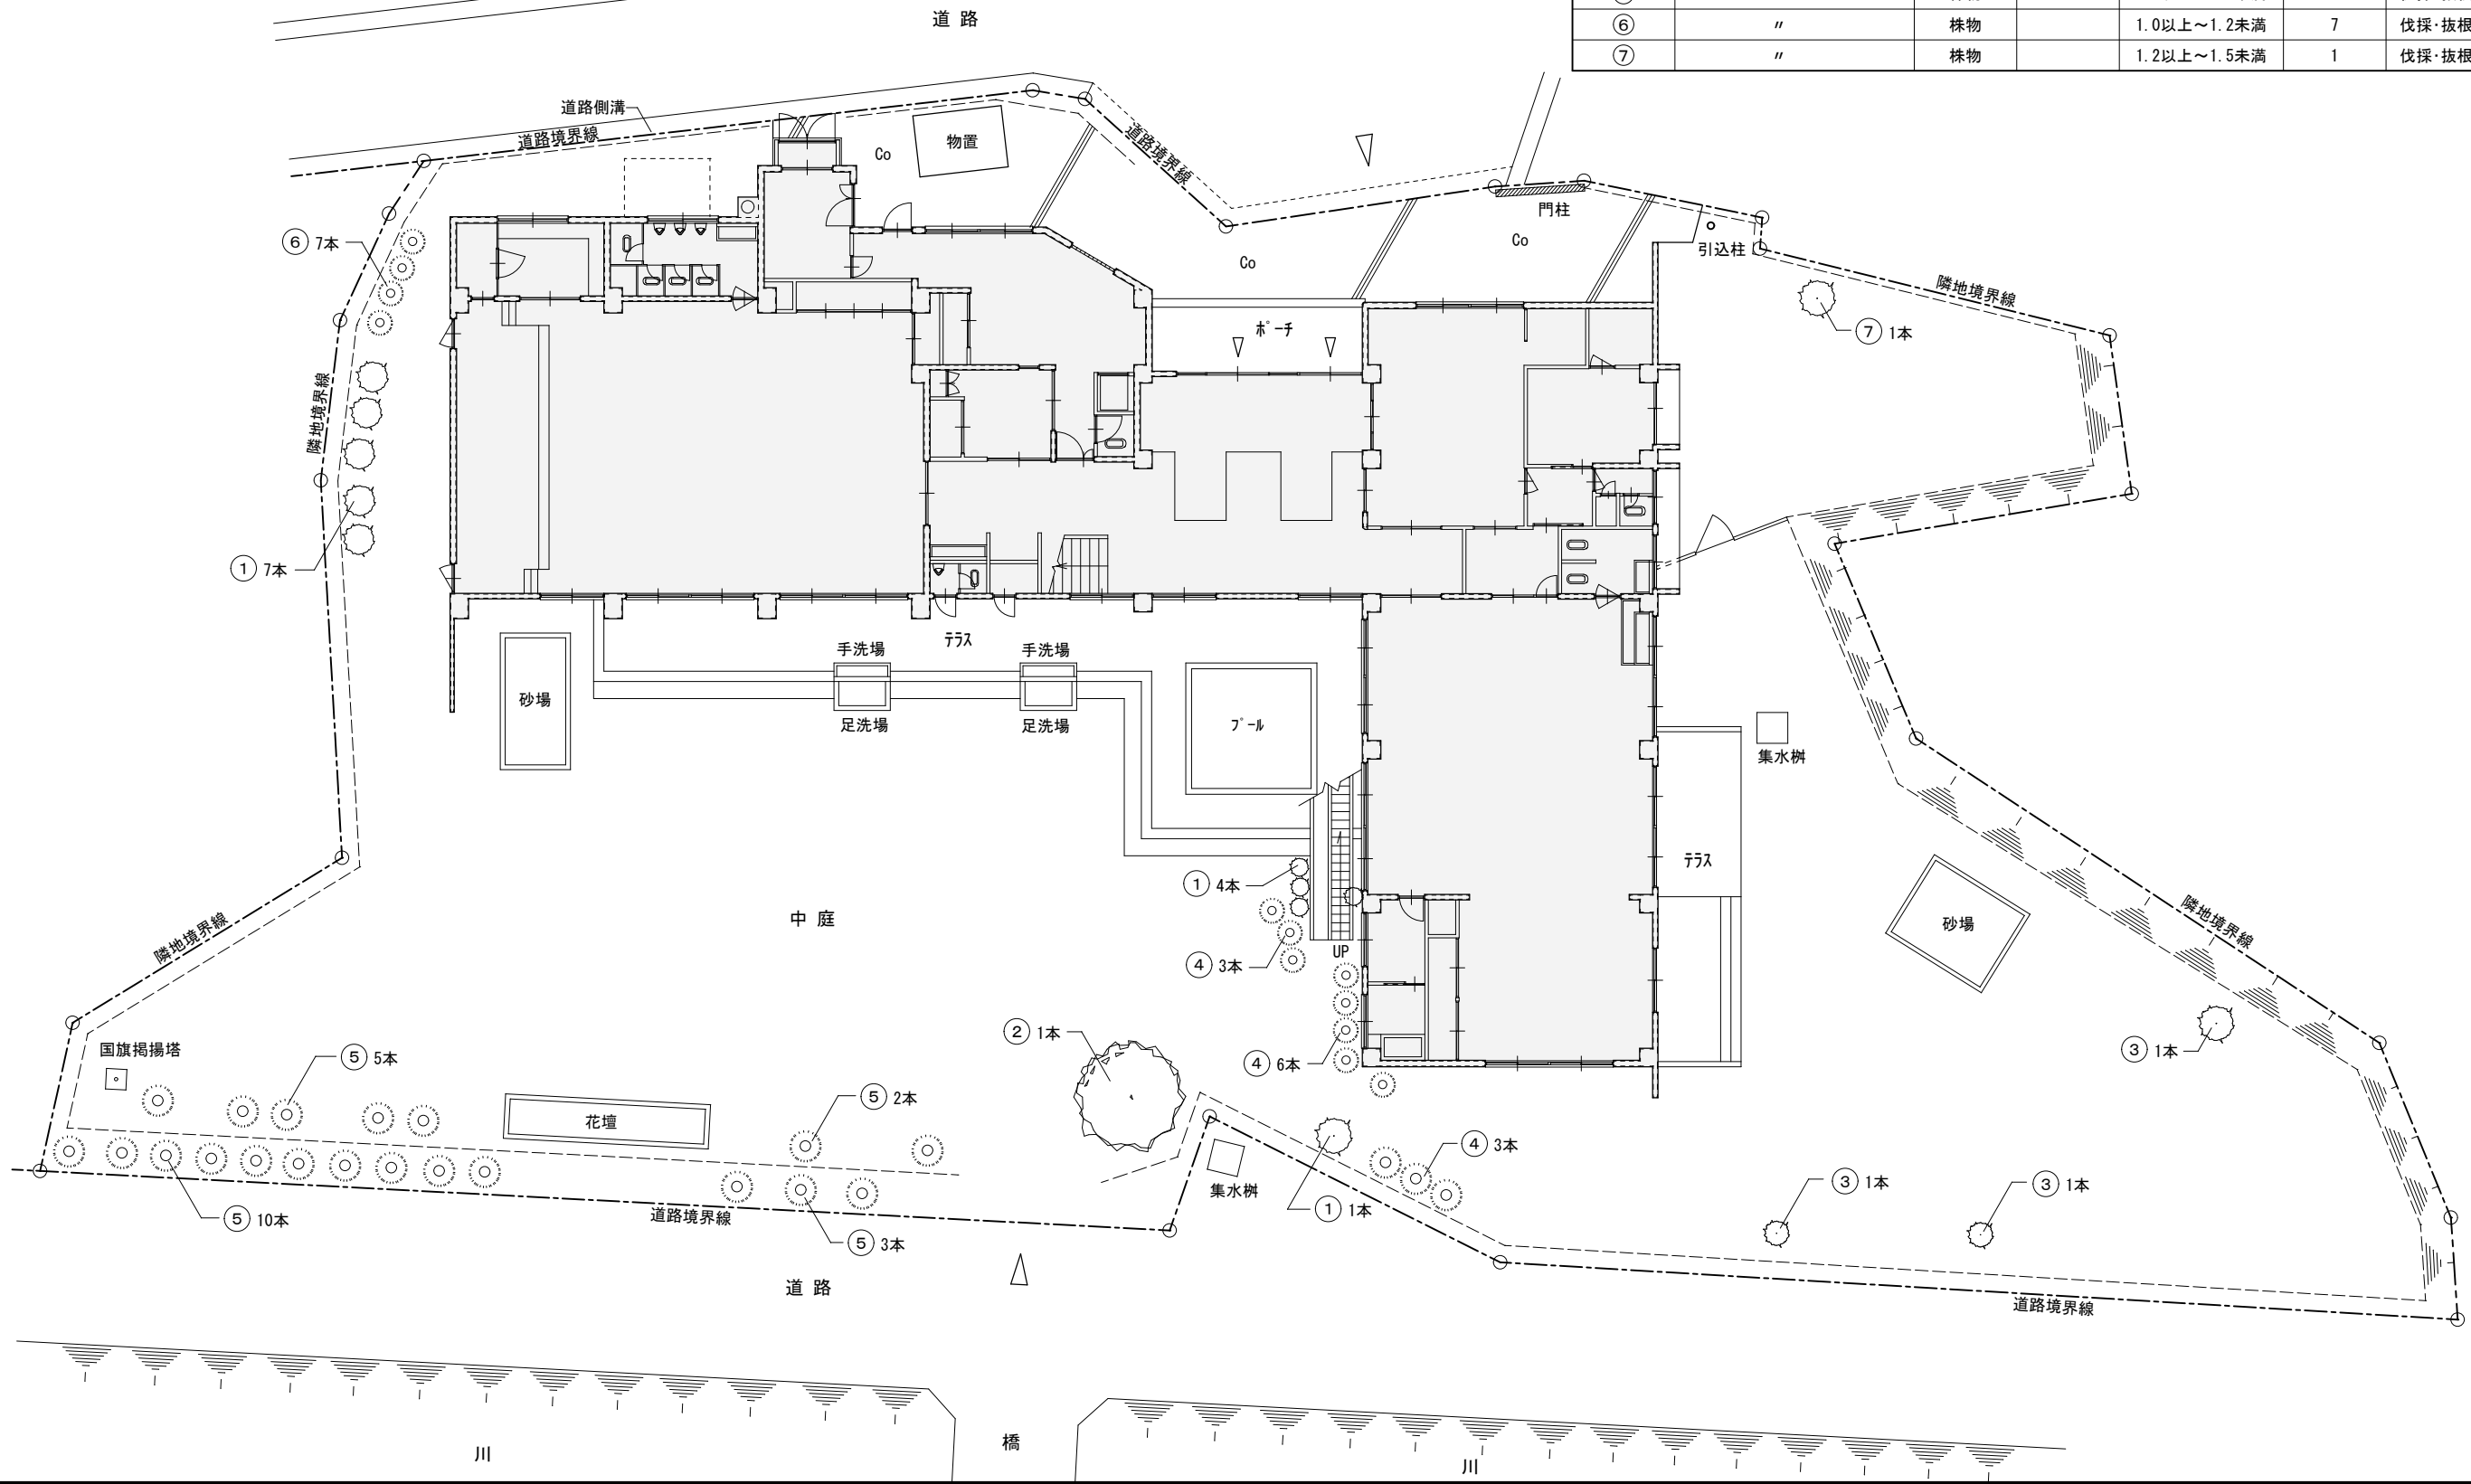 道 路
⑥ 〃 株物 1.0以上～1.2未満 7 伐採・抜根
⑦ 〃 株物 1.2以上～1.5未満 1 伐採・抜根
道路側溝
道路境界線
Co
物置
道路境界線
門柱
Co
Co
引込柱
隣地境界線
⑥ 7本
ﾎﾟｰﾁ
⑦ 1本
隣地境界線
① 7本
ﾃﾗｽ
手洗場
手洗場
砂場
足洗場
足洗場
ﾌﾟｰﾙ
集水桝
ﾃﾗｽ
① 4本
中 庭
砂場
隣地境界線
隣地境界線
④ 3本
UP
国旗掲揚塔
⑤ 5本
② 1本
④ 6本
③ 1本
⑤ 2本
花壇
④ 3本
③ 1本
③ 1本
集水桝
① 1本
⑤ 10本
道路境界線
⑤ 3本
道 路
道路境界線
橋
川
川